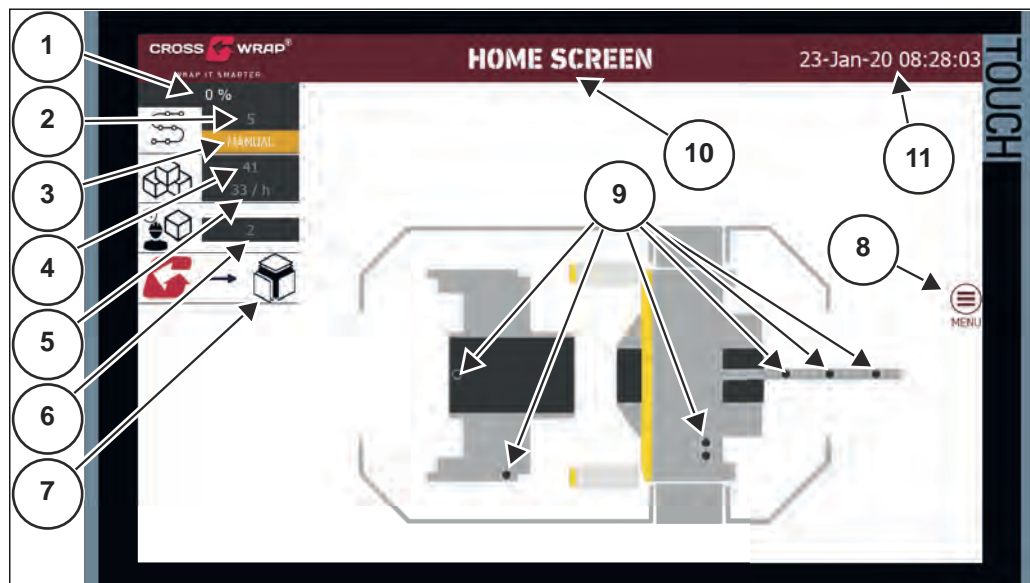 CROSS WRAP®
WRAP IT SMARTER
HOME SCREEN
23-Jan-20 08:28:03
TOUCH
0 %
5
MANUAL
41
33 / h
2
MENU
1
2
3
4
5
6
7
8
9
10
11